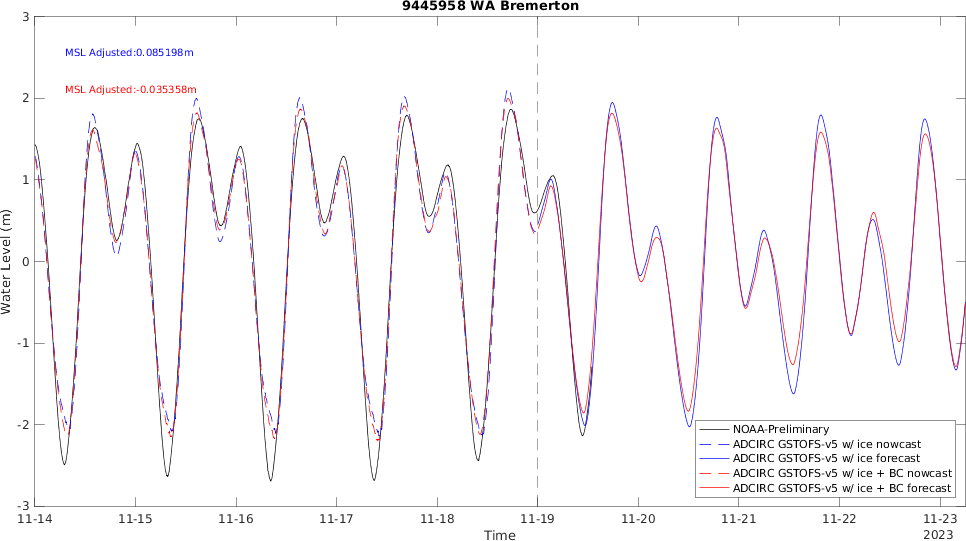 9445958 WA Bremerton
MSL Adjusted:0.085198m
MSL Adjusted:-0.035358m
Water Level (m)
3
2
1
0
-1
-2
-3
11-14
11-15
11-16
11-17
11-18
11-19
11-20
11-21
11-22
11-23
2023
Time
NOAA-Preliminary
ADCIRC GSTOFS-v5 w/ ice nowcast
ADCIRC GSTOFS-v5 w/ ice forecast
ADCIRC GSTOFS-v5 w/ ice + BC nowcast
ADCIRC GSTOFS-v5 w/ ice + BC forecast